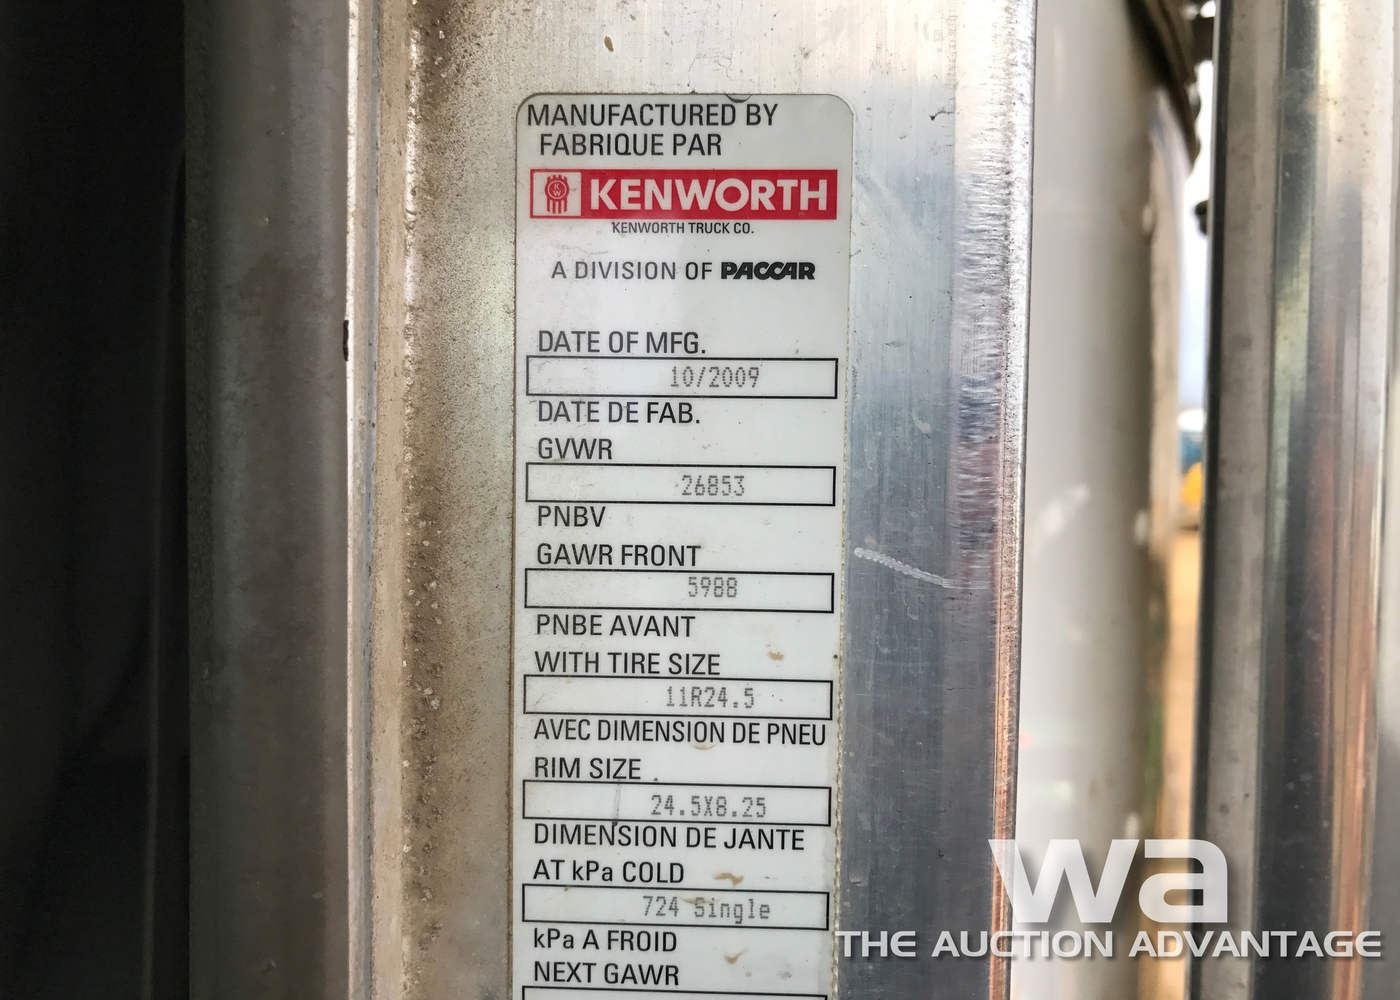 MANUFACTURED BY
FABRIQUE PAR
KW KENWORTH
KENWORTH TRUCK CO.
A DIVISION OF PACCAR
DATE OF MFG.
10/2009
DATE DE FAB.
GVWR
26853
PNBV
GAWR FRONT
5988
PNBE AVANT
WITH TIRE SIZE
11R24.5
AVEC DIMENSION DE PNEU
RIM SIZE
24.5X8.25
DIMENSION DE JANTE
AT kPa COLD
724 Single
kPa A FROID
NEXT GAWR
wa
THE AUCTION ADVANTAGE